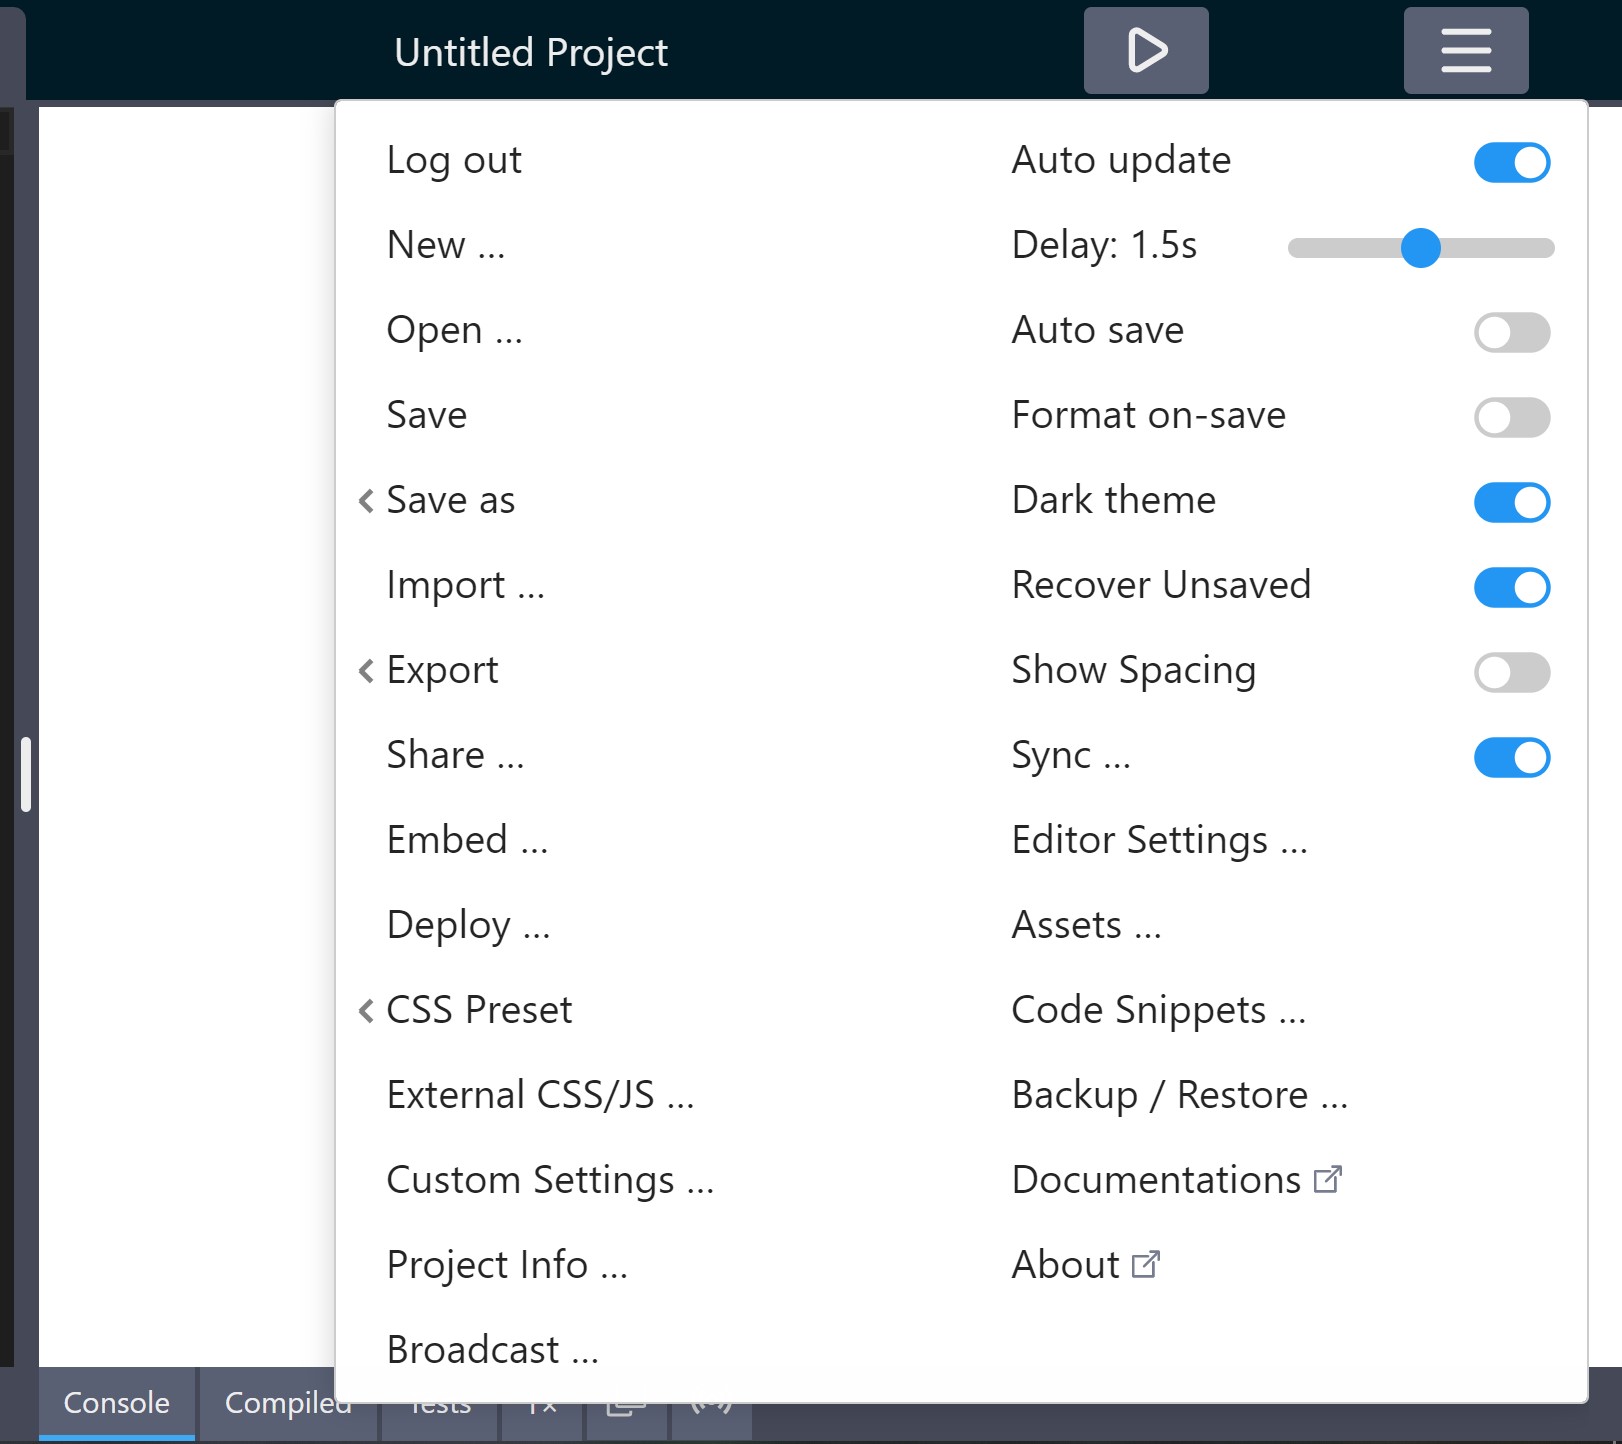 Untitled Project
Log out
New ...
Open ...
Save
Save as
Import ...
Export
Share ...
Embed ...
Deploy ...
CSS Preset
External CSS/JS ...
Custom Settings ...
Project Info ...
Broadcast ...
Auto update
Delay: 1.5s
Auto save
Format on-save
Dark theme
Recover Unsaved
Show Spacing
Sync ...
Editor Settings ...
Assets ...
Code Snippets ...
Backup / Restore ...
Documentations
About
Console
Compiled
Tests
1×